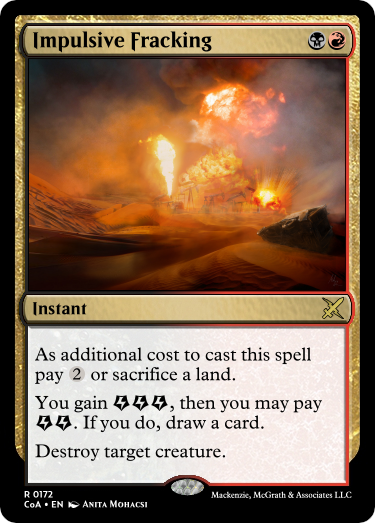 Impulsive Fracking
Instant
As additional cost to cast this spell
pay 2 or sacrifice a land.
You gain , then you may pay
. If you do, draw a card.
Destroy target creature.
R 0172
Mackenzie, McGrath & Associates LLC
CoA • EN Anita Mohacsi